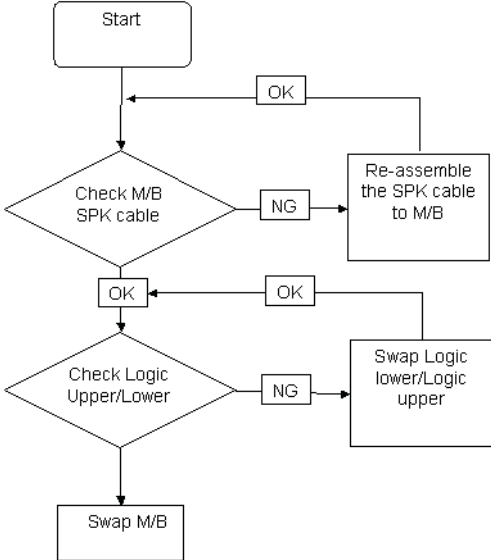 Start
OK
Check M/B
SPK cable
NG
Re-assemble
the SPK cable
to M/B
OK
OK
Check Logic
Upper/Lower
NG
Swap Logic
lower/Logic
upper
Swap M/B